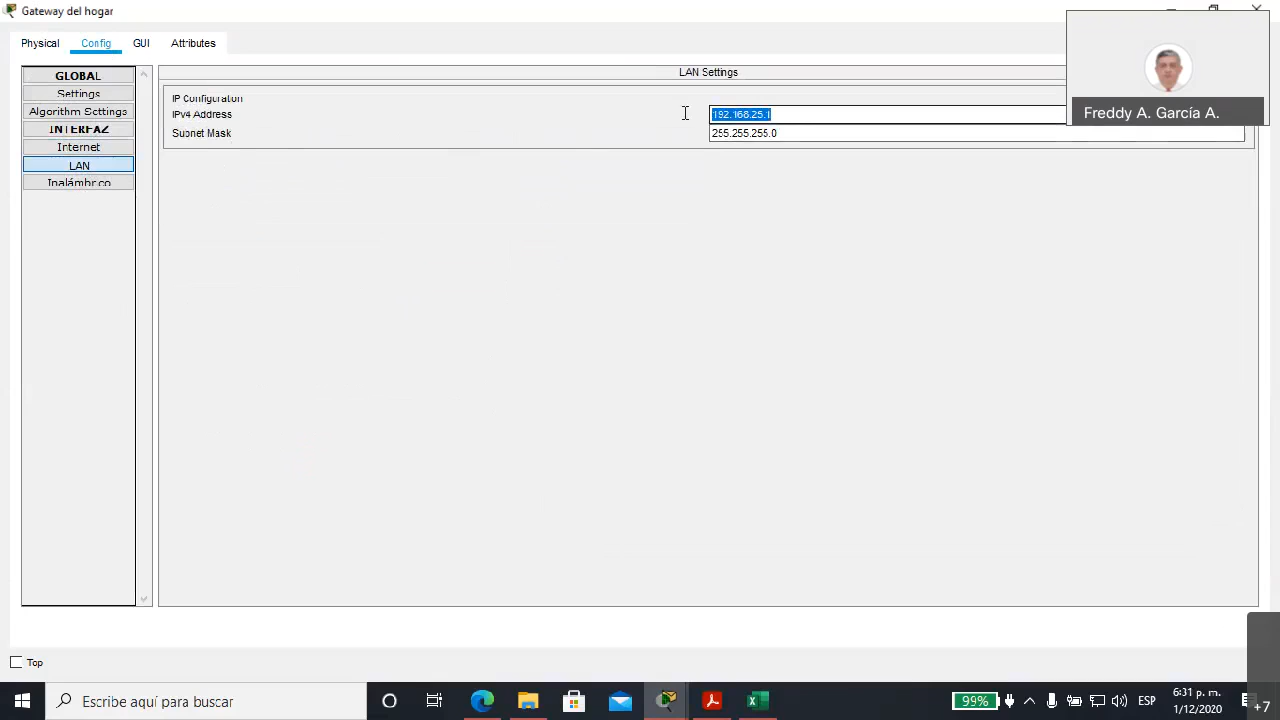 Gateway del hogar
Physical
Config
GUI
Attributes
GLOBAL
Settings
Algorithm Settings
INTERFAZ
Internet
LAN
Inalámbrico
LAN Settings
IP Configuration
IPv4 Address
192.168.25.1
Subnet Mask
255.255.255.0
Freddy A. García A.
Top
Escribe aquí para buscar
99%
ESP
6:31 p. m.
1/12/2020
+7